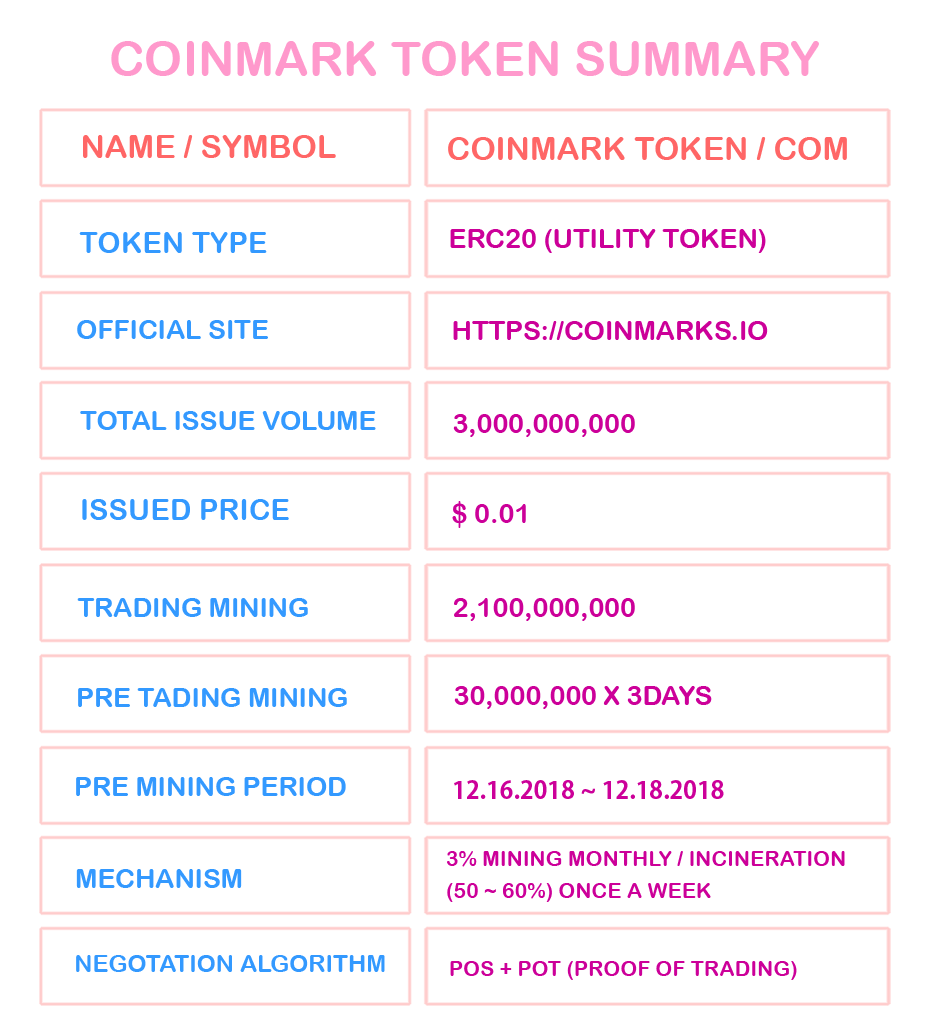 COINMARK TOKEN SUMMARY
NAME / SYMBOL
COINMARK TOKEN / COM
TOKEN TYPE
ERC20 (UTILITY TOKEN)
OFFICIAL SITE
HTTPS://COINMARKS.IO
TOTAL ISSUE VOLUME
3,000,000,000
ISSUED PRICE
$ 0.01
TRADING MINING
2,100,000,000
PRE TADING MINING
30,000,000 X 3DAYS
PRE MINING PERIOD
12.16.2018 ~ 12.18.2018
MECHANISM
3% MINING MONTHLY / INCINERATION
(50 ~ 60%) ONCE A WEEK
NEGOTATION ALGORITHM
POS + POT (PROOF OF TRADING)